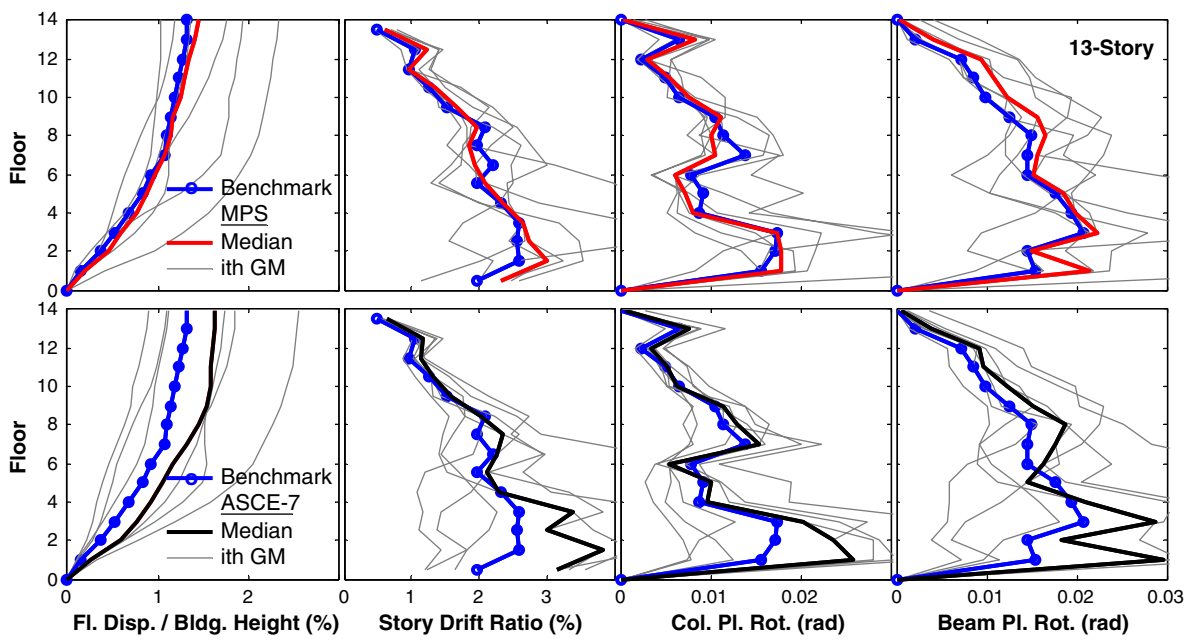 14
12
10
8
6
4
2
0
Floor
Benchmark
MPS
Median
ith GM
13-Story
14
12
10
8
6
4
2
0
Floor
Benchmark
ASCE-7
Median
ith GM
0 1 2 0 1 2 3 0 0.01 0.02 0 0.01 0.02 0.03
Fl. Disp. / Bldg. Height (%) Story Drift Ratio (%) Col. Pl. Rot. (rad) Beam Pl. Rot. (rad)